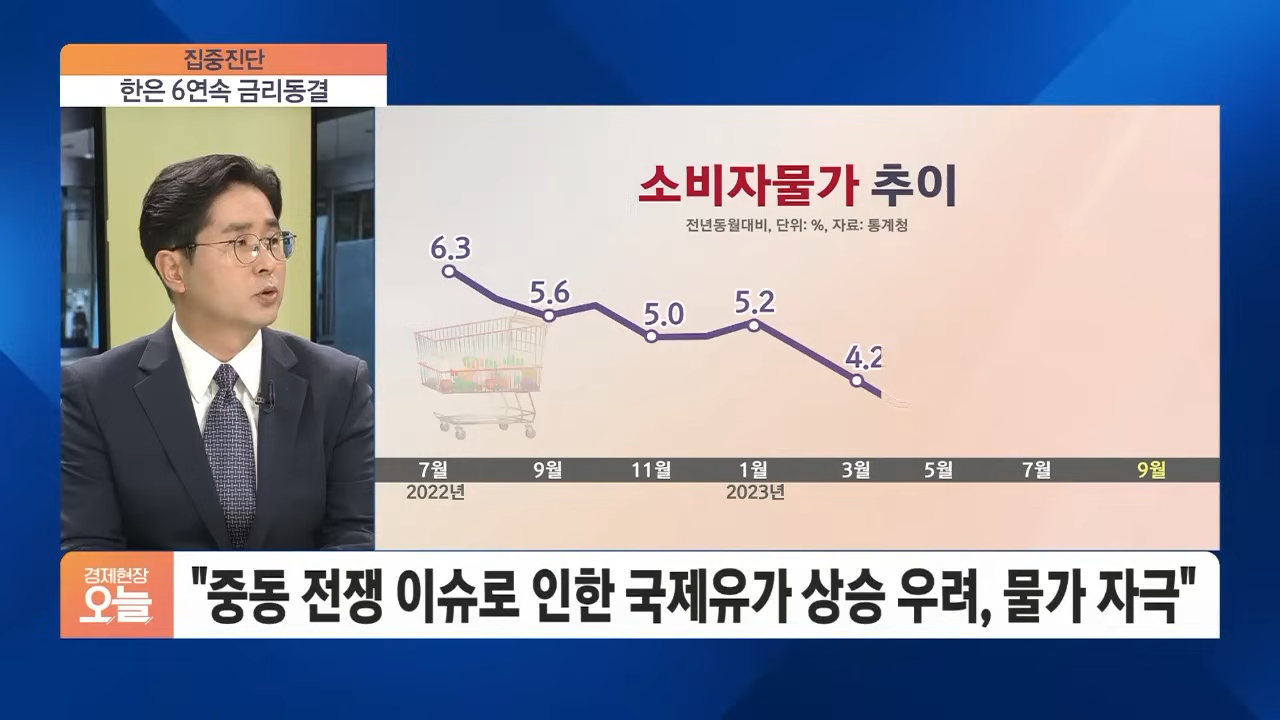 집중진단
한은 6연속 금리동결
소비자물가 추이
전년동월대비, 단위: %, 자료: 통계청
6.3
5.6
5.0
5.2
4.2
7월
9월
11월
1월
3월
5월
7월
9월
2022년
2023년
경제현장
오늘
"중동 전쟁 이슈로 인한 국제유가 상승 우려, 물가 자극"